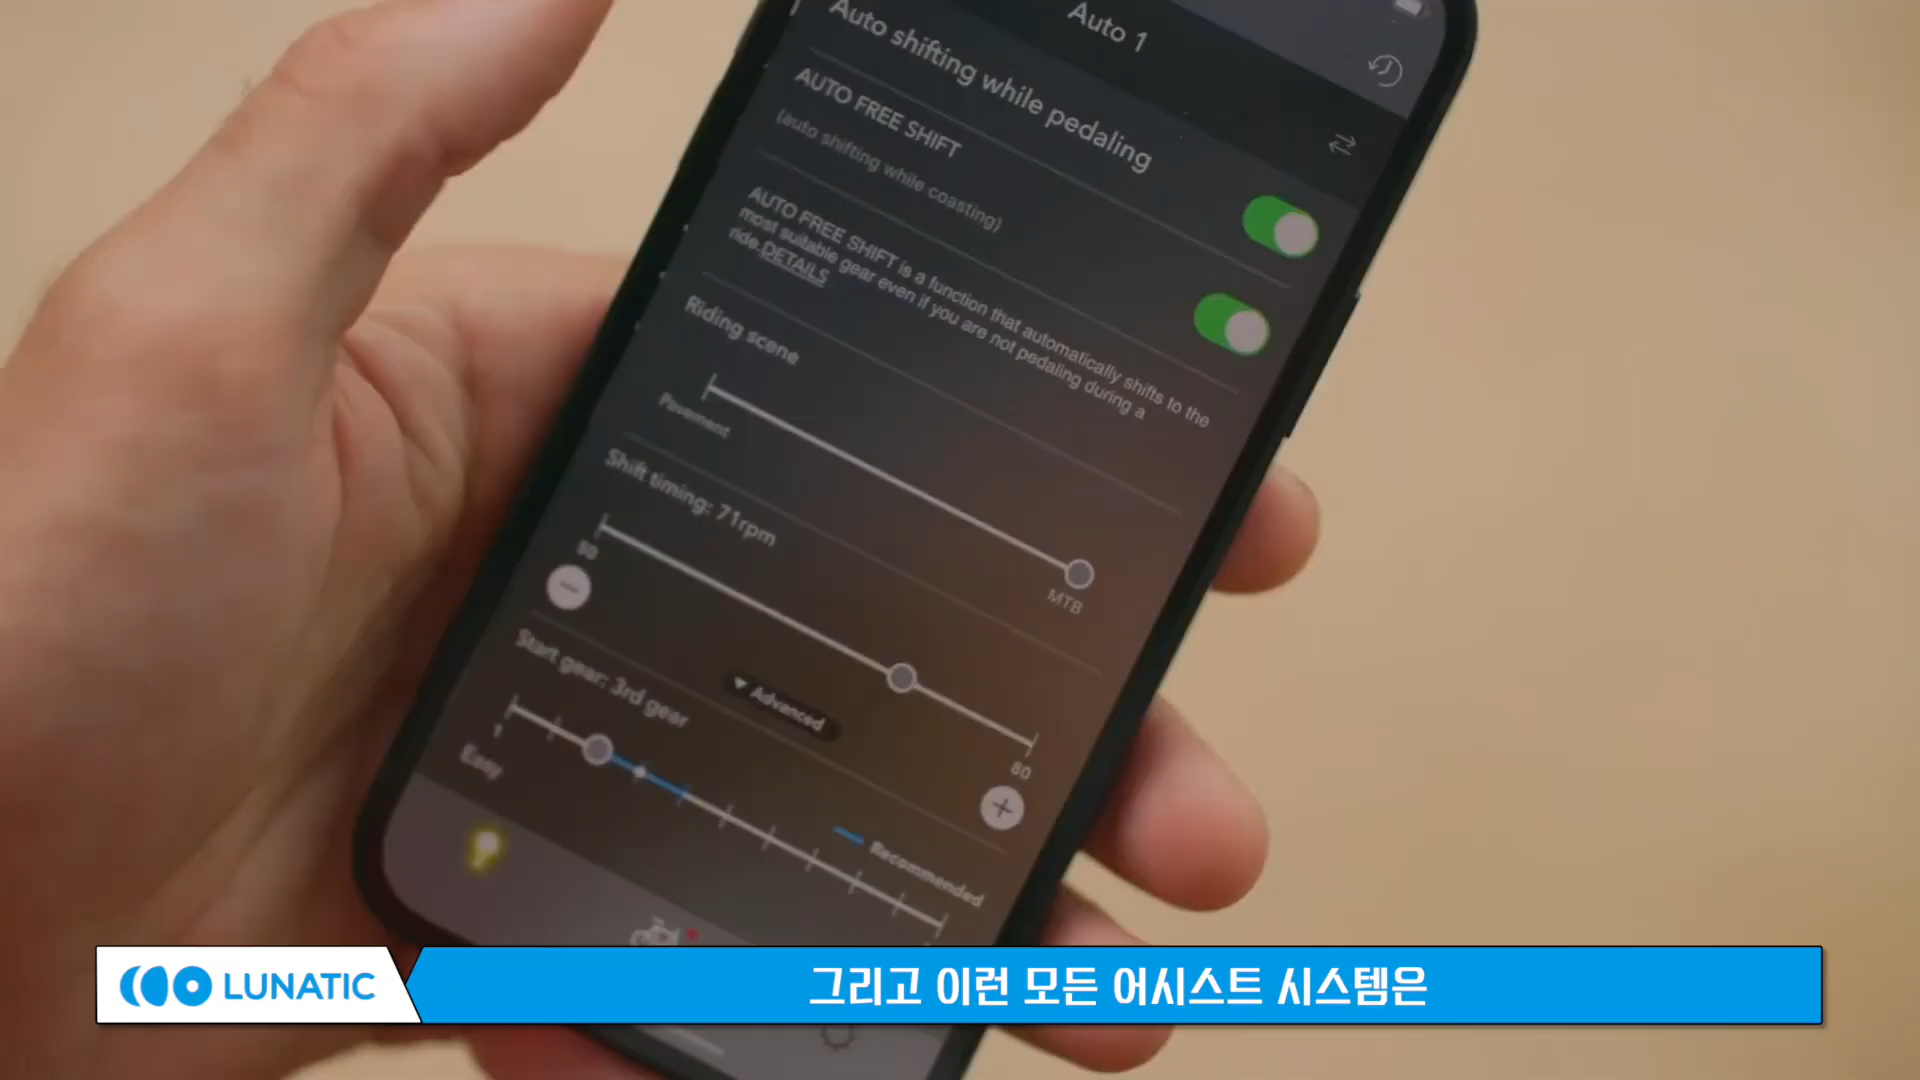 Auto 1
Auto shifting while pedaling
AUTO FREE SHIFT
(auto shifting while coasting)
AUTO FREE SHIFT is a function that automatically shifts to the
most suitable gear even if you are not pedaling during a
ride.DETAILS
Riding scene
Pavement
MTB
Shift timing: 71rpm
50
80
Advanced
Start gear: 3rd gear
1
Easy
Recommended
LUNATIC
그리고 이런 모든 어시스트 시스템은